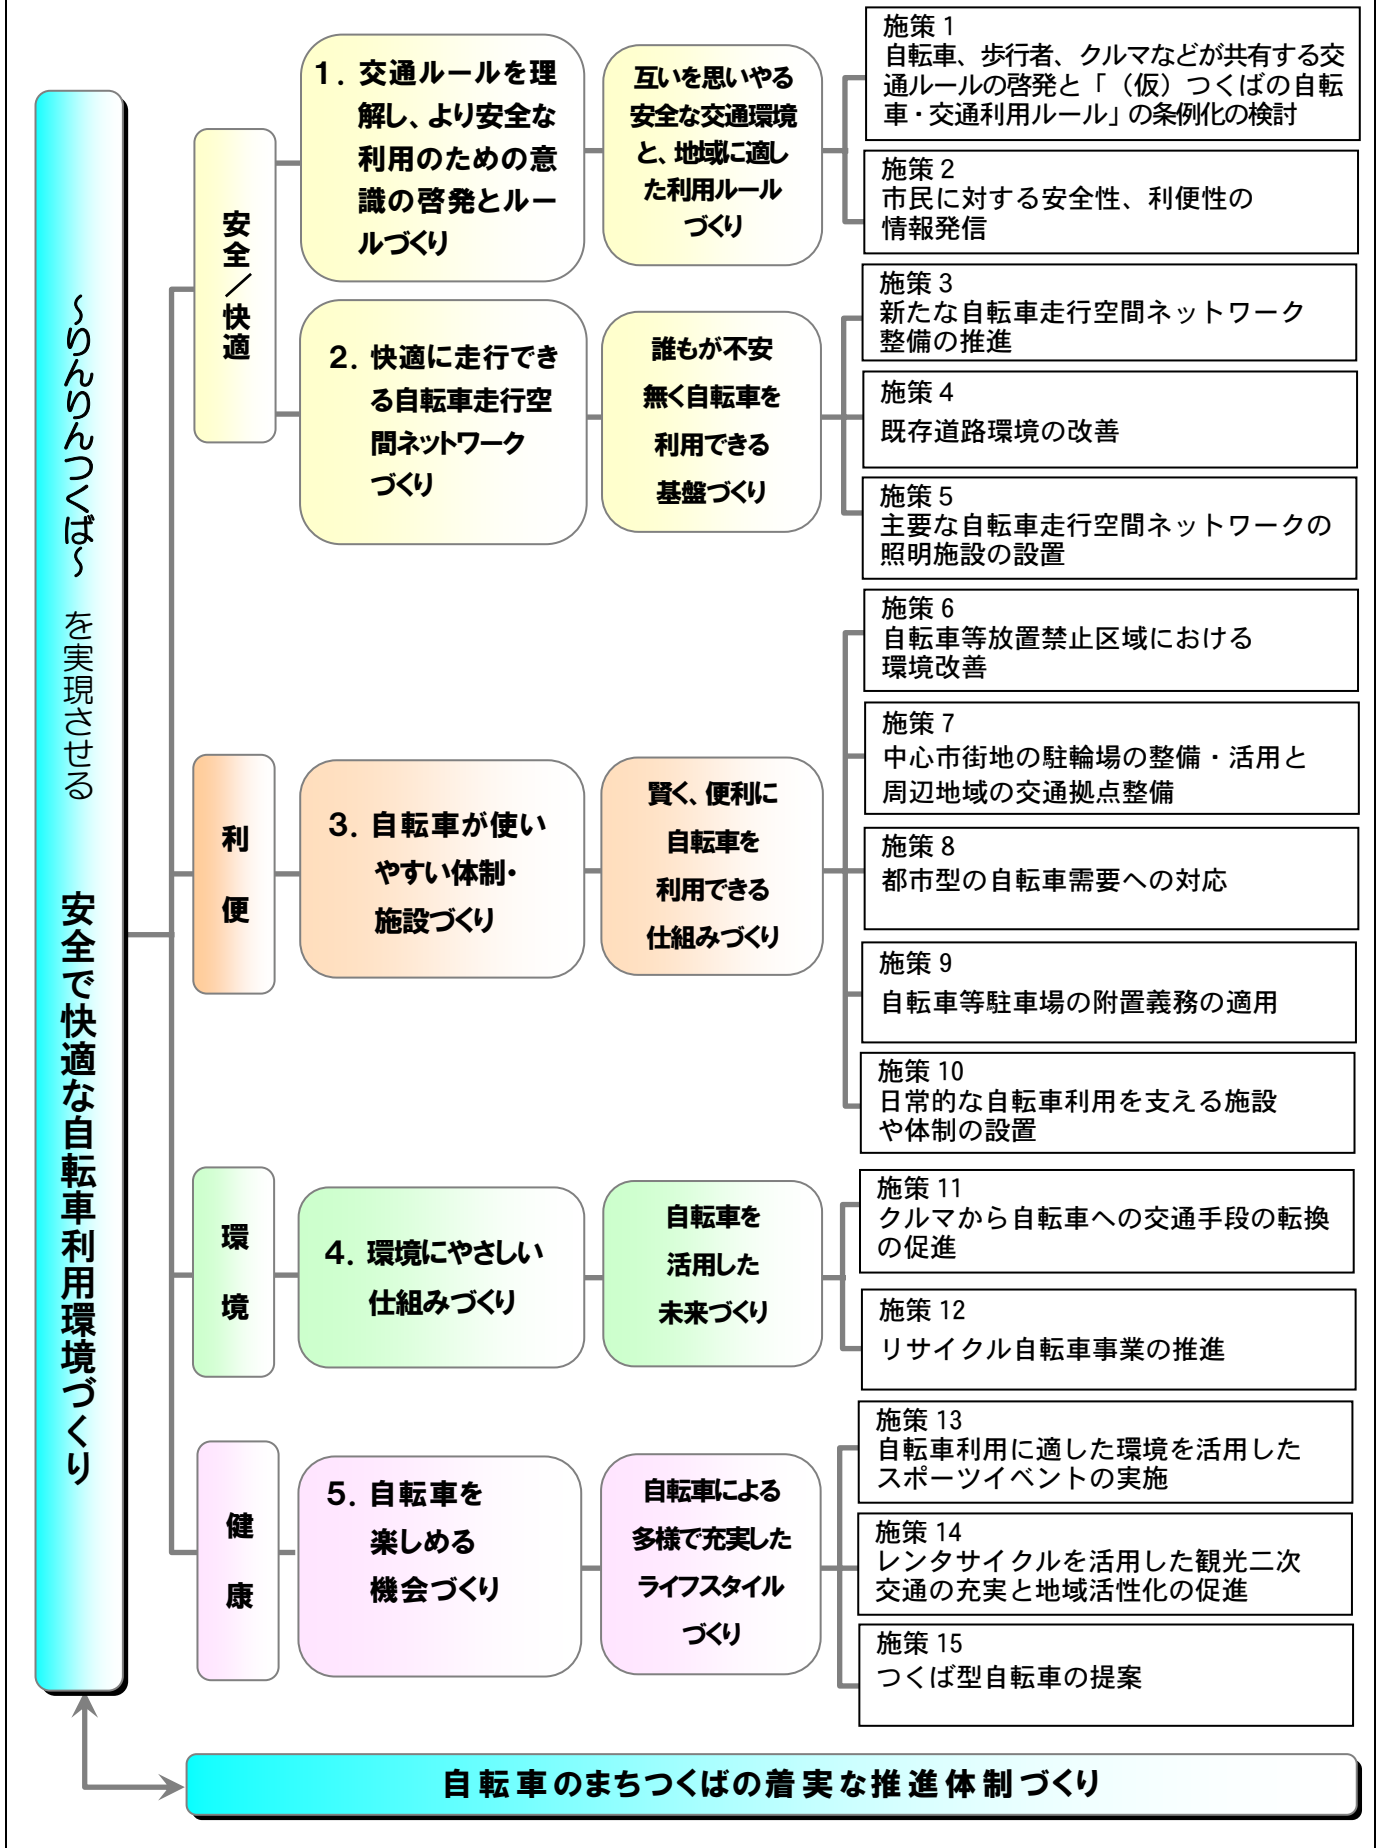 ～りんりんつくば～ を実現させる 安全で快適な自転車利用環境づくり
安全／快適
1．交通ルールを理
解し、より安全な
利用のための意
識の啓発とルー
ルづくり
互いを思いやる
安全な交通環境
と、地域に適し
た利用ルール
づくり
施策 1
自転車、歩行者、クルマなどが共有する交
通ルールの啓発と「（仮）つくばの自転
車・交通利用ルール」の条例化の検討
施策 2
市民に対する安全性、利便性の
情報発信
2．快適に走行でき
る自転車走行空
間ネットワーク
づくり
誰もが不安
無く自転車を
利用できる
基盤づくり
施策 3
新たな自転車走行空間ネットワーク
整備の推進
施策 4
既存道路環境の改善
施策 5
主要な自転車走行空間ネットワークの
照明施設の設置
利便
3．自転車が使い
やすい体制・
施設づくり
賢く、便利に
自転車を
利用できる
仕組みづくり
施策 6
自転車等放置禁止区域における
環境改善
施策 7
中心市街地の駐輪場の整備・活用と
周辺地域の交通拠点整備
施策 8
都市型の自転車需要への対応
施策 9
自転車等駐車場の附置義務の適用
施策 10
日常的な自転車利用を支える施設
や体制の設置
環境
4．環境にやさしい
仕組みづくり
自転車を
活用した
未来づくり
施策 11
クルマから自転車への交通手段の転換
の促進
施策 12
リサイクル自転車事業の推進
健康
5．自転車を
楽しめる
機会づくり
自転車による
多様で充実した
ライフスタイル
づくり
施策 13
自転車利用に適した環境を活用した
スポーツイベントの実施
施策 14
レンタサイクルを活用した観光二次
交通の充実と地域活性化の促進
施策 15
つくば型自転車の提案
自転車のまちつくばの着実な推進体制づくり